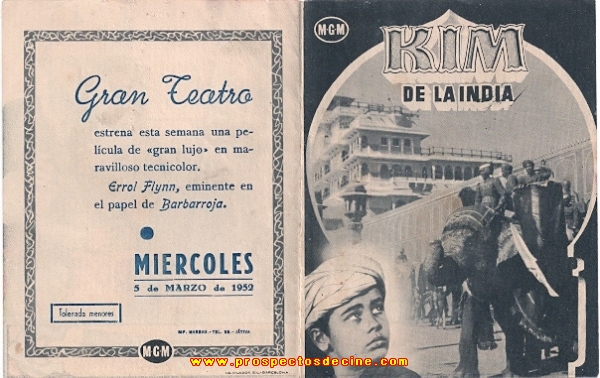 Gran Teatro
estrena esta semana una pe-
lícula de «gran lujo» en ma-
ravilloso tecnicolor.
Errol Flynn, eminente en
el papel de Barbarroja.
MIERCOLES
5 de MARZO de 1952
Tolerada menores
MGM
M·G·M
KIM
DE LA INDIA
www.prospectosdecine.com